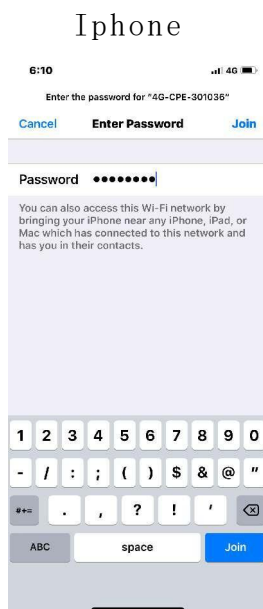 Iphone
6:10
4G
Enter the password for "4G-CPE-301036"
Cancel Enter Password Join
Password ●●●●●●●●
You can also access this Wi-Fi network by
bringing your iPhone near any iPhone, iPad, or
Mac which has connected to this network and
has you in their contacts.
1 2 3 4 5 6 7 8 9 0
- / : ; ( ) $ & @ "
#+= . , ? ! '
ABC space Join